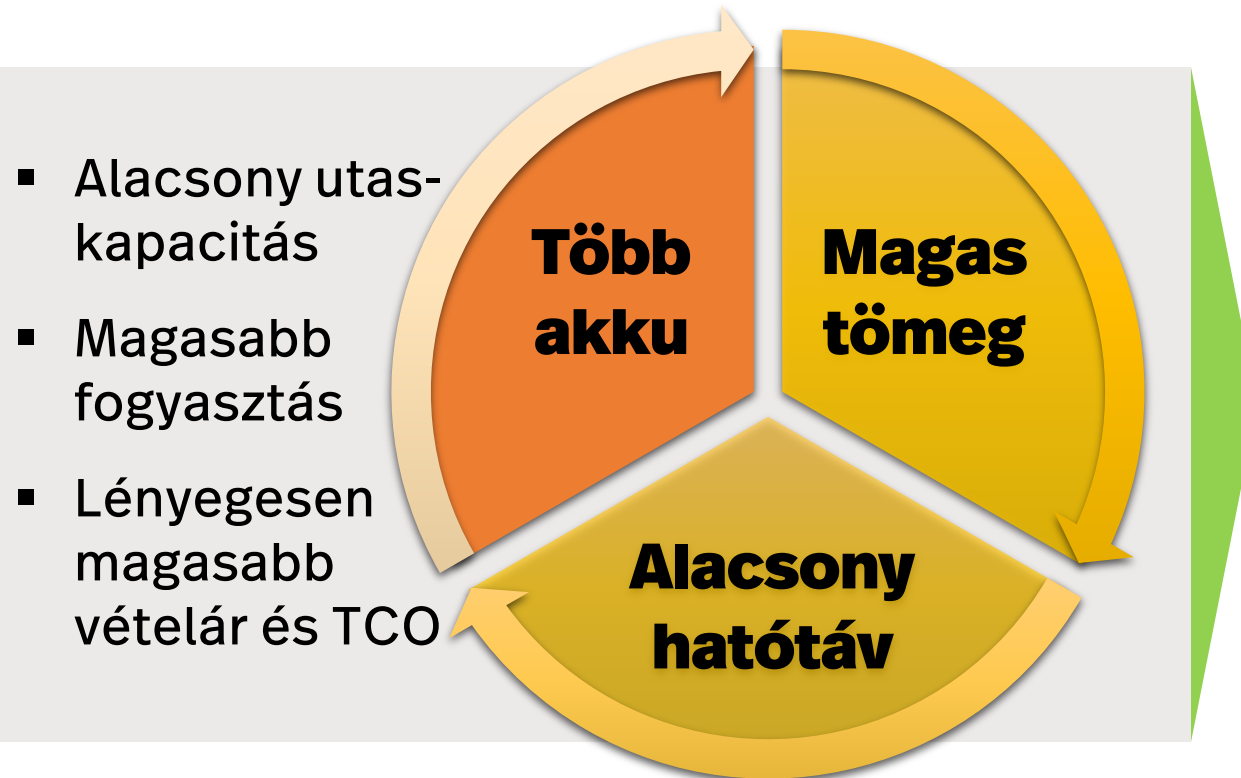 ▪ Alacsony utas-
kapacitás
▪ Magasabb
fogyasztás
▪ Lényegesen
magasabb
vételár és TCO
Több
akku
Magas
tömeg
Alacsony
hatótáv